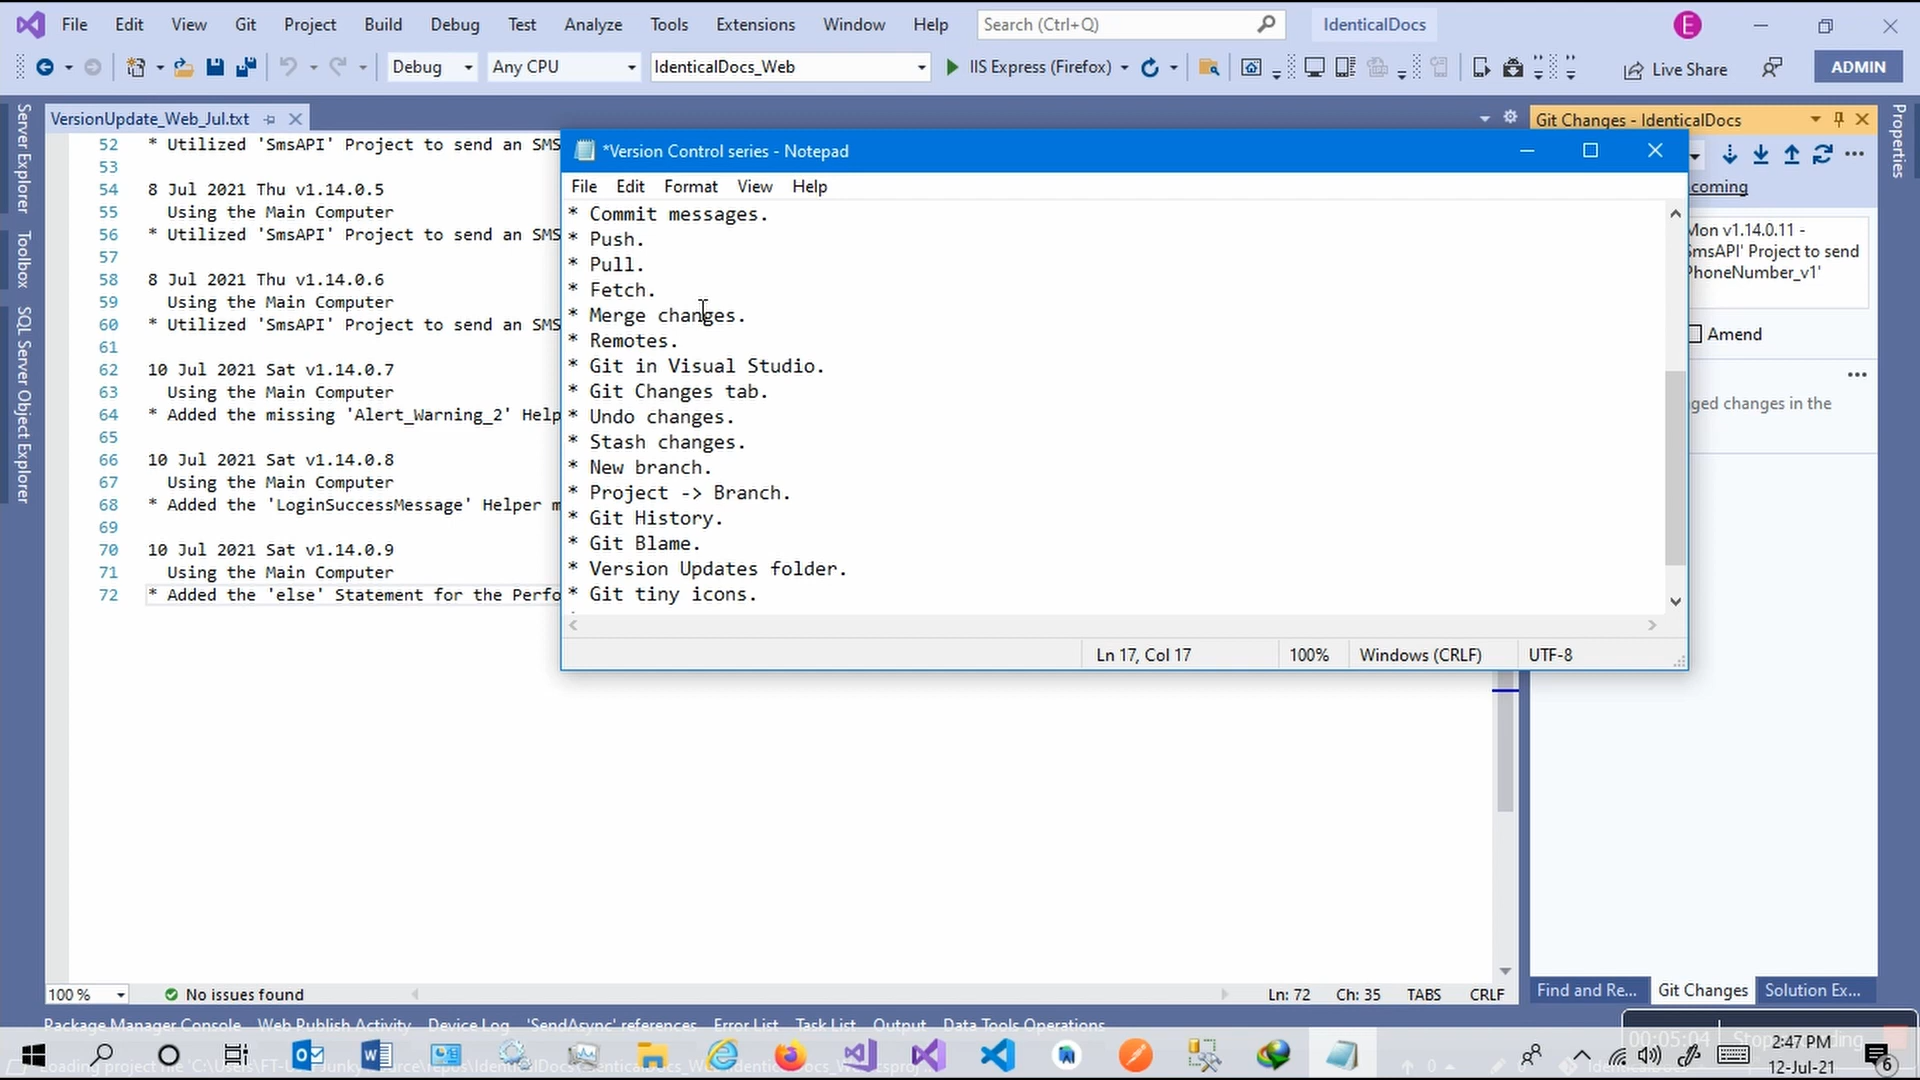 File Edit View Git Project Build Debug Test Analyze Tools Extensions Window Help Search (Ctrl+Q) IdenticalDocs E
Debug Any CPU IdenticalDocs_Web IIS Express (Firefox) Live Share ADMIN
Server Explorer
Toolbox
SQL Server Object Explorer
VersionUpdate_Web_Jul.txt
52 * Utilized 'SmsAPI' Project to send an SMS
53
54 8 Jul 2021 Thu v1.14.0.5
55 Using the Main Computer
56 * Utilized 'SmsAPI' Project to send an SMS
57
58 8 Jul 2021 Thu v1.14.0.6
59 Using the Main Computer
60 * Utilized 'SmsAPI' Project to send an SMS
61
62 10 Jul 2021 Sat v1.14.0.7
63 Using the Main Computer
64 * Added the missing 'Alert_Warning_2' Help
65
66 10 Jul 2021 Sat v1.14.0.8
67 Using the Main Computer
68 * Added the 'LoginSuccessMessage' Helper m
69
70 10 Jul 2021 Sat v1.14.0.9
71 Using the Main Computer
72 * Added the 'else' Statement for the Perfo
*Version Control series - Notepad
File Edit Format View Help
* Commit messages.
* Push.
* Pull.
* Fetch.
* Merge changes.
* Remotes.
* Git in Visual Studio.
* Git Changes tab.
* Undo changes.
* Stash changes.
* New branch.
* Project -> Branch.
* Git History.
* Git Blame.
* Version Updates folder.
* Git tiny icons.
Ln 17, Col 17 100% Windows (CRLF) UTF-8
Git Changes - IdenticalDocs
coming
Mon v1.14.0.11 -
SmsAPI' Project to send
PhoneNumber_v1'
Amend
ged changes in the
Properties
100 % No issues found Ln: 72 Ch: 35 TABS CRLF
Find and Re... Git Changes Solution Ex...
Package Manager Console Web Publish Activity Device Log 'SendAsync' references Error List Task List Output Data Tools Operations
00:05:04
2:47 PM
12-Jul-21
6